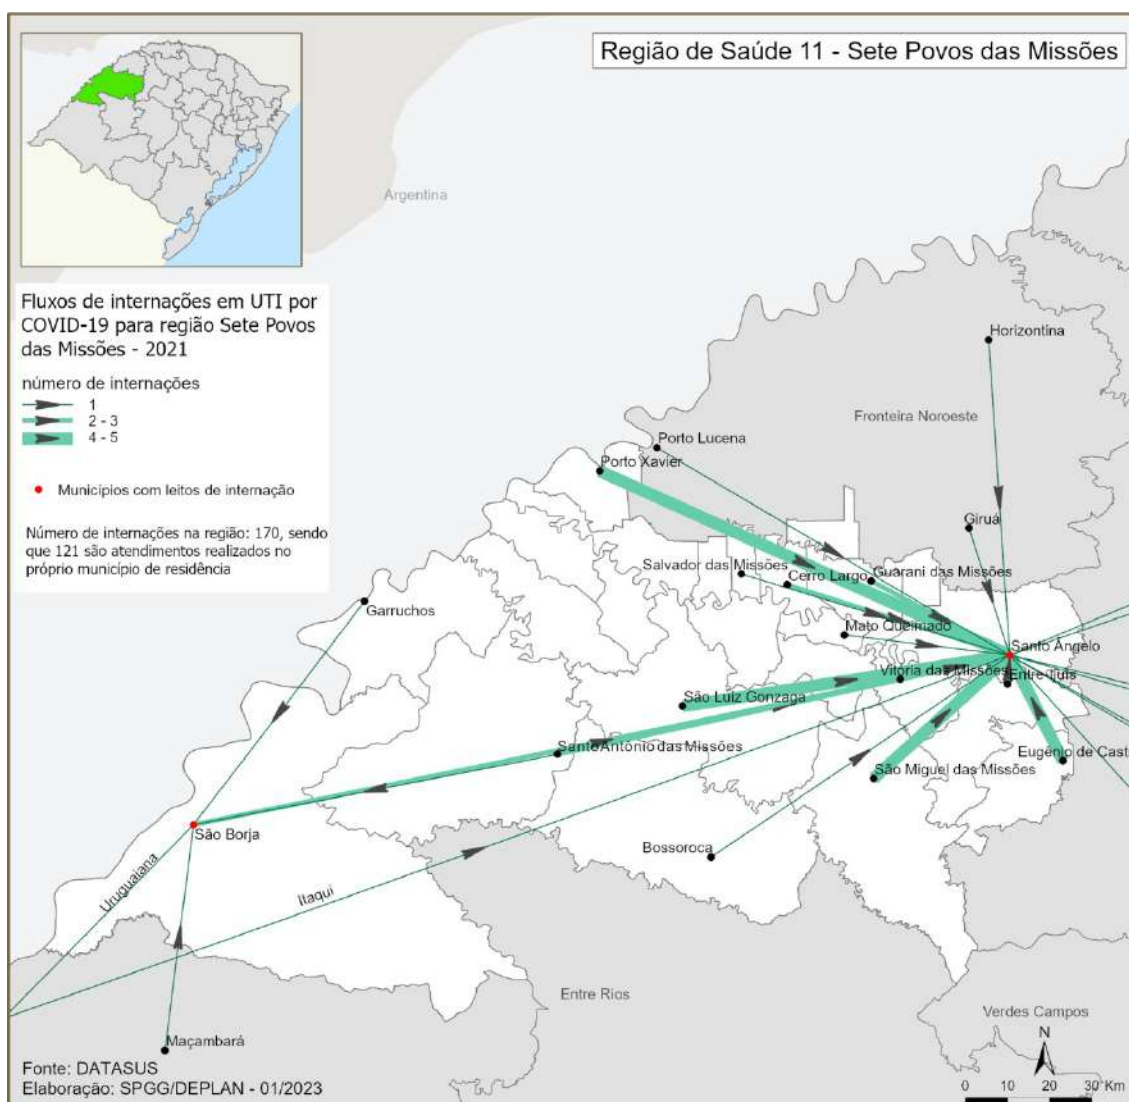 Região de Saúde 11 - Sete Povos das Missões
Argentina
Fluxos de internações em UTI por
COVID-19 para região Sete Povos
das Missões - 2021
número de internações
1
2 - 3
4 - 5
Municípios com leitos de internação
Número de internações na região: 170, sendo
que 121 são atendimentos realizados no
próprio município de residência
Horizontina
Fronteira Noroeste
Porto Lucena
Porto Xavier
Giruá
Salvador das Missões
Cerro Largo
Guarani das Missões
Garruchos
Mato Queimado
Santo Ângelo
Vitória das Missões
Entre-Ijuís
São Luiz Gonzaga
Santo Antônio das Missões
Eugênio de Cast
São Miguel das Missões
São Borja
Bossoroca
Uruguaiana
Itaqui
Entre Rios
Verdes Campos
Maçambará
N
Fonte: DATASUS
Elaboração: SPGG/DEPLAN - 01/2023
0 10 20 30 Km